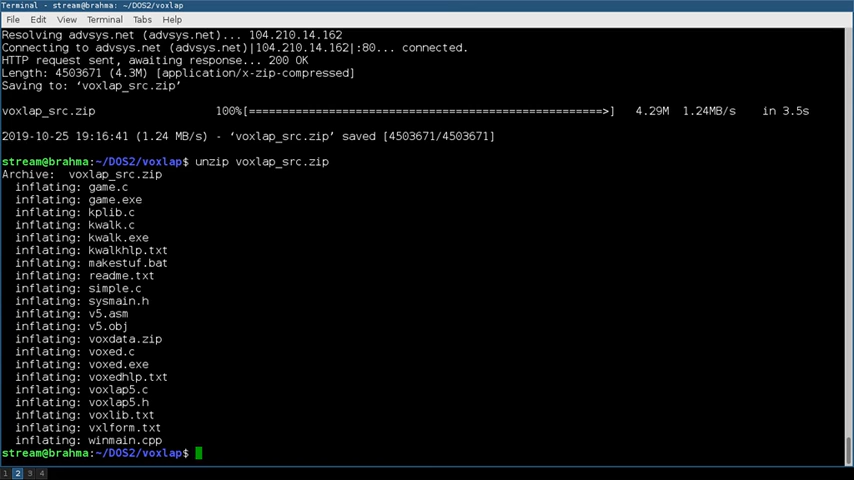 Terminal - stream@brahma: ~/DOS2/voxlap
File Edit View Terminal Tabs Help
Resolving advsys.net (advsys.net)... 104.210.14.162
Connecting to advsys.net (advsys.net)|104.210.14.162|:80... connected.
HTTP request sent, awaiting response... 200 OK
Length: 4503671 (4.3M) [application/x-zip-compressed]
Saving to: ‘voxlap_src.zip’
voxlap_src.zip 100%[=====================================================>] 4.29M 1.24MB/s in 3.5s
2019-10-25 19:16:41 (1.24 MB/s) - ‘voxlap_src.zip’ saved [4503671/4503671]
stream@brahma:~/DOS2/voxlap$ unzip voxlap_src.zip
Archive: voxlap_src.zip
inflating: game.c
inflating: game.exe
inflating: kplib.c
inflating: kwalk.c
inflating: kwalk.exe
inflating: kwalkhlp.txt
inflating: makestuf.bat
inflating: readme.txt
inflating: simple.c
inflating: sysmain.h
inflating: v5.asm
inflating: v5.obj
inflating: voxdata.zip
inflating: voxed.c
inflating: voxed.exe
inflating: voxedhlp.txt
inflating: voxlap5.c
inflating: voxlap5.h
inflating: voxlib.txt
inflating: vxlform.txt
inflating: winmain.cpp
stream@brahma:~/DOS2/voxlap$
1 2 3 4